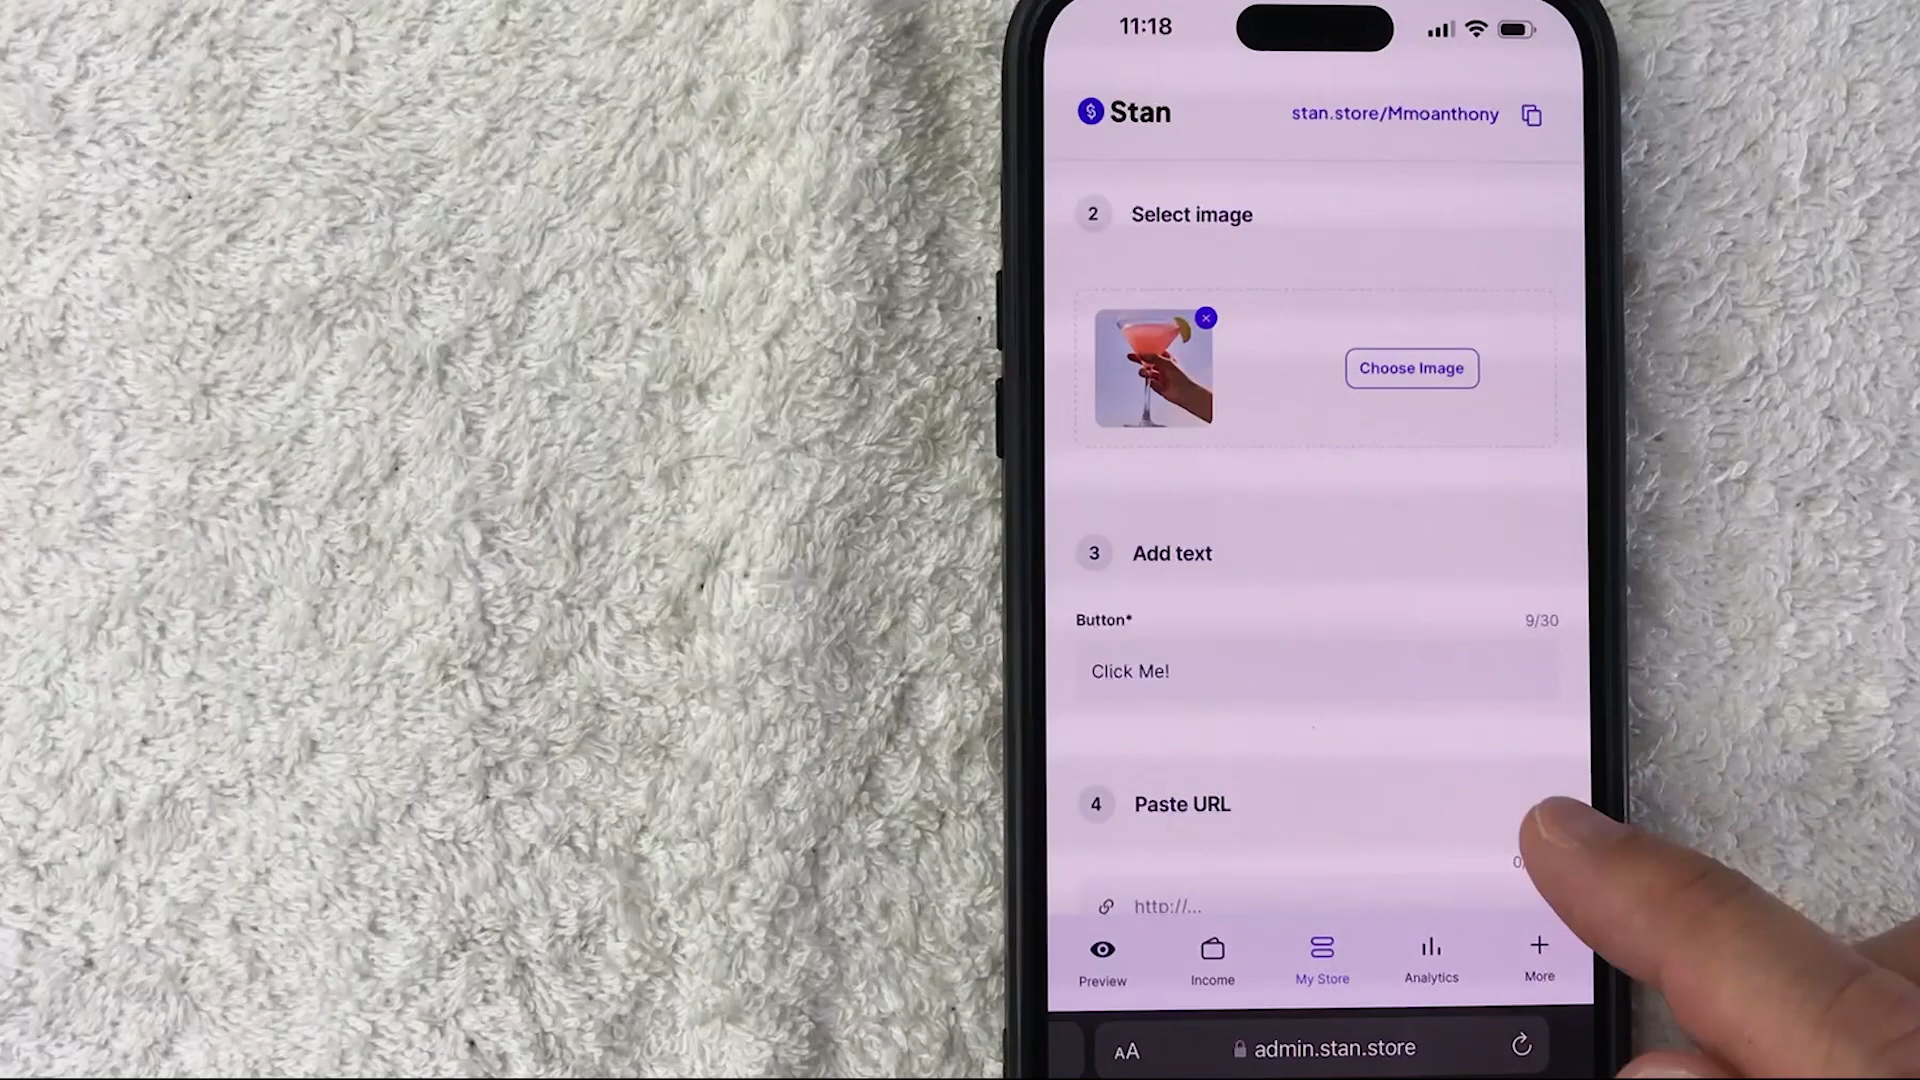 11:18
$ Stan
stan.store/Mmoanthony
2 Select image
Choose Image
3 Add text
Button* 9/30
Click Me!
4 Paste URL
0/
http://...
Preview Income My Store Analytics More
AA admin.stan.store